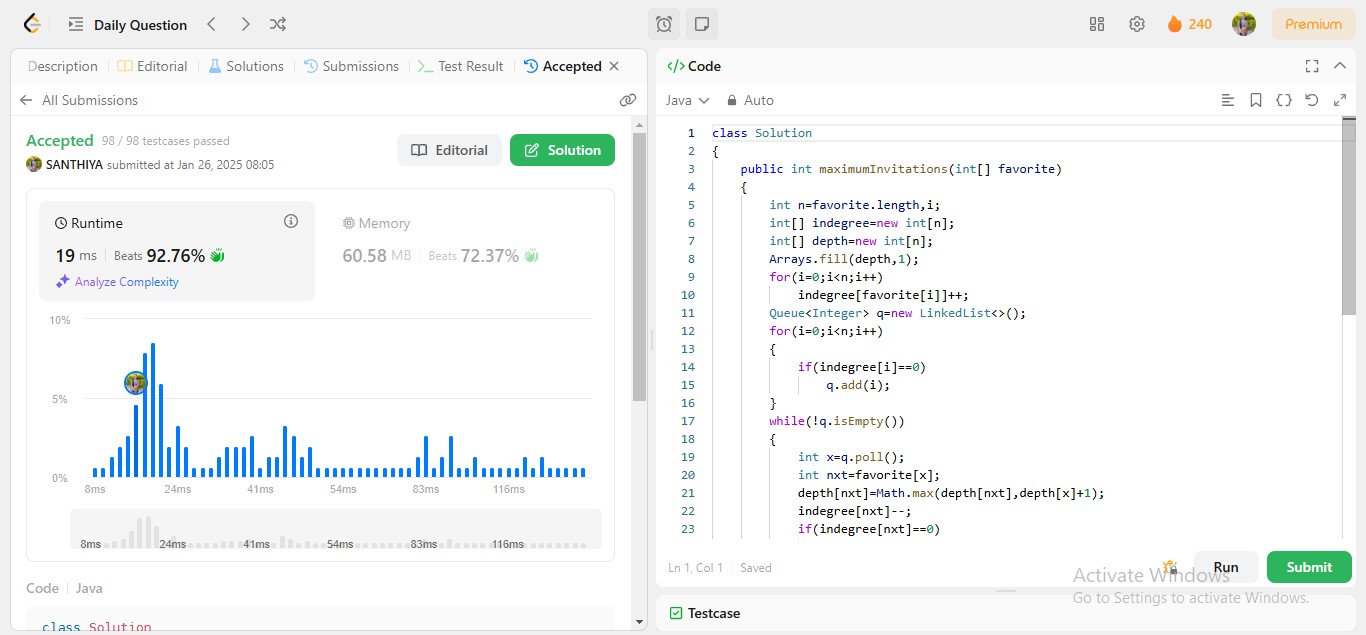 Daily Question
240
Premium
Description
Editorial
Solutions
Submissions
Test Result
Accepted
All Submissions
Accepted 98 / 98 testcases passed
SANTHIYA submitted at Jan 26, 2025 08:05
Editorial
Solution
Runtime
19 ms Beats 92.76%
Analyze Complexity
Memory
60.58 MB Beats 72.37%
10%
5%
0%
8ms 24ms 41ms 54ms 83ms 116ms
8ms 24ms 41ms 54ms 83ms 116ms
Code Java
class Solution
</> Code
Java Auto
1 class Solution
2 {
3 public int maximumInvitations(int[] favorite)
4 {
5 int n=favorite.length,i;
6 int[] indegree=new int[n];
7 int[] depth=new int[n];
8 Arrays.fill(depth,1);
9 for(i=0;i<n;i++)
10 indegree[favorite[i]]++;
11 Queue<Integer> q=new LinkedList<>();
12 for(i=0;i<n;i++)
13 {
14 if(indegree[i]==0)
15 q.add(i);
16 }
17 while(!q.isEmpty())
18 {
19 int x=q.poll();
20 int nxt=favorite[x];
21 depth[nxt]=Math.max(depth[nxt],depth[x]+1);
22 indegree[nxt]--;
23 if(indegree[nxt]==0)
Ln 1, Col 1 Saved
Run
Submit
Activate Windows
Go to Settings to activate Windows.
Testcase